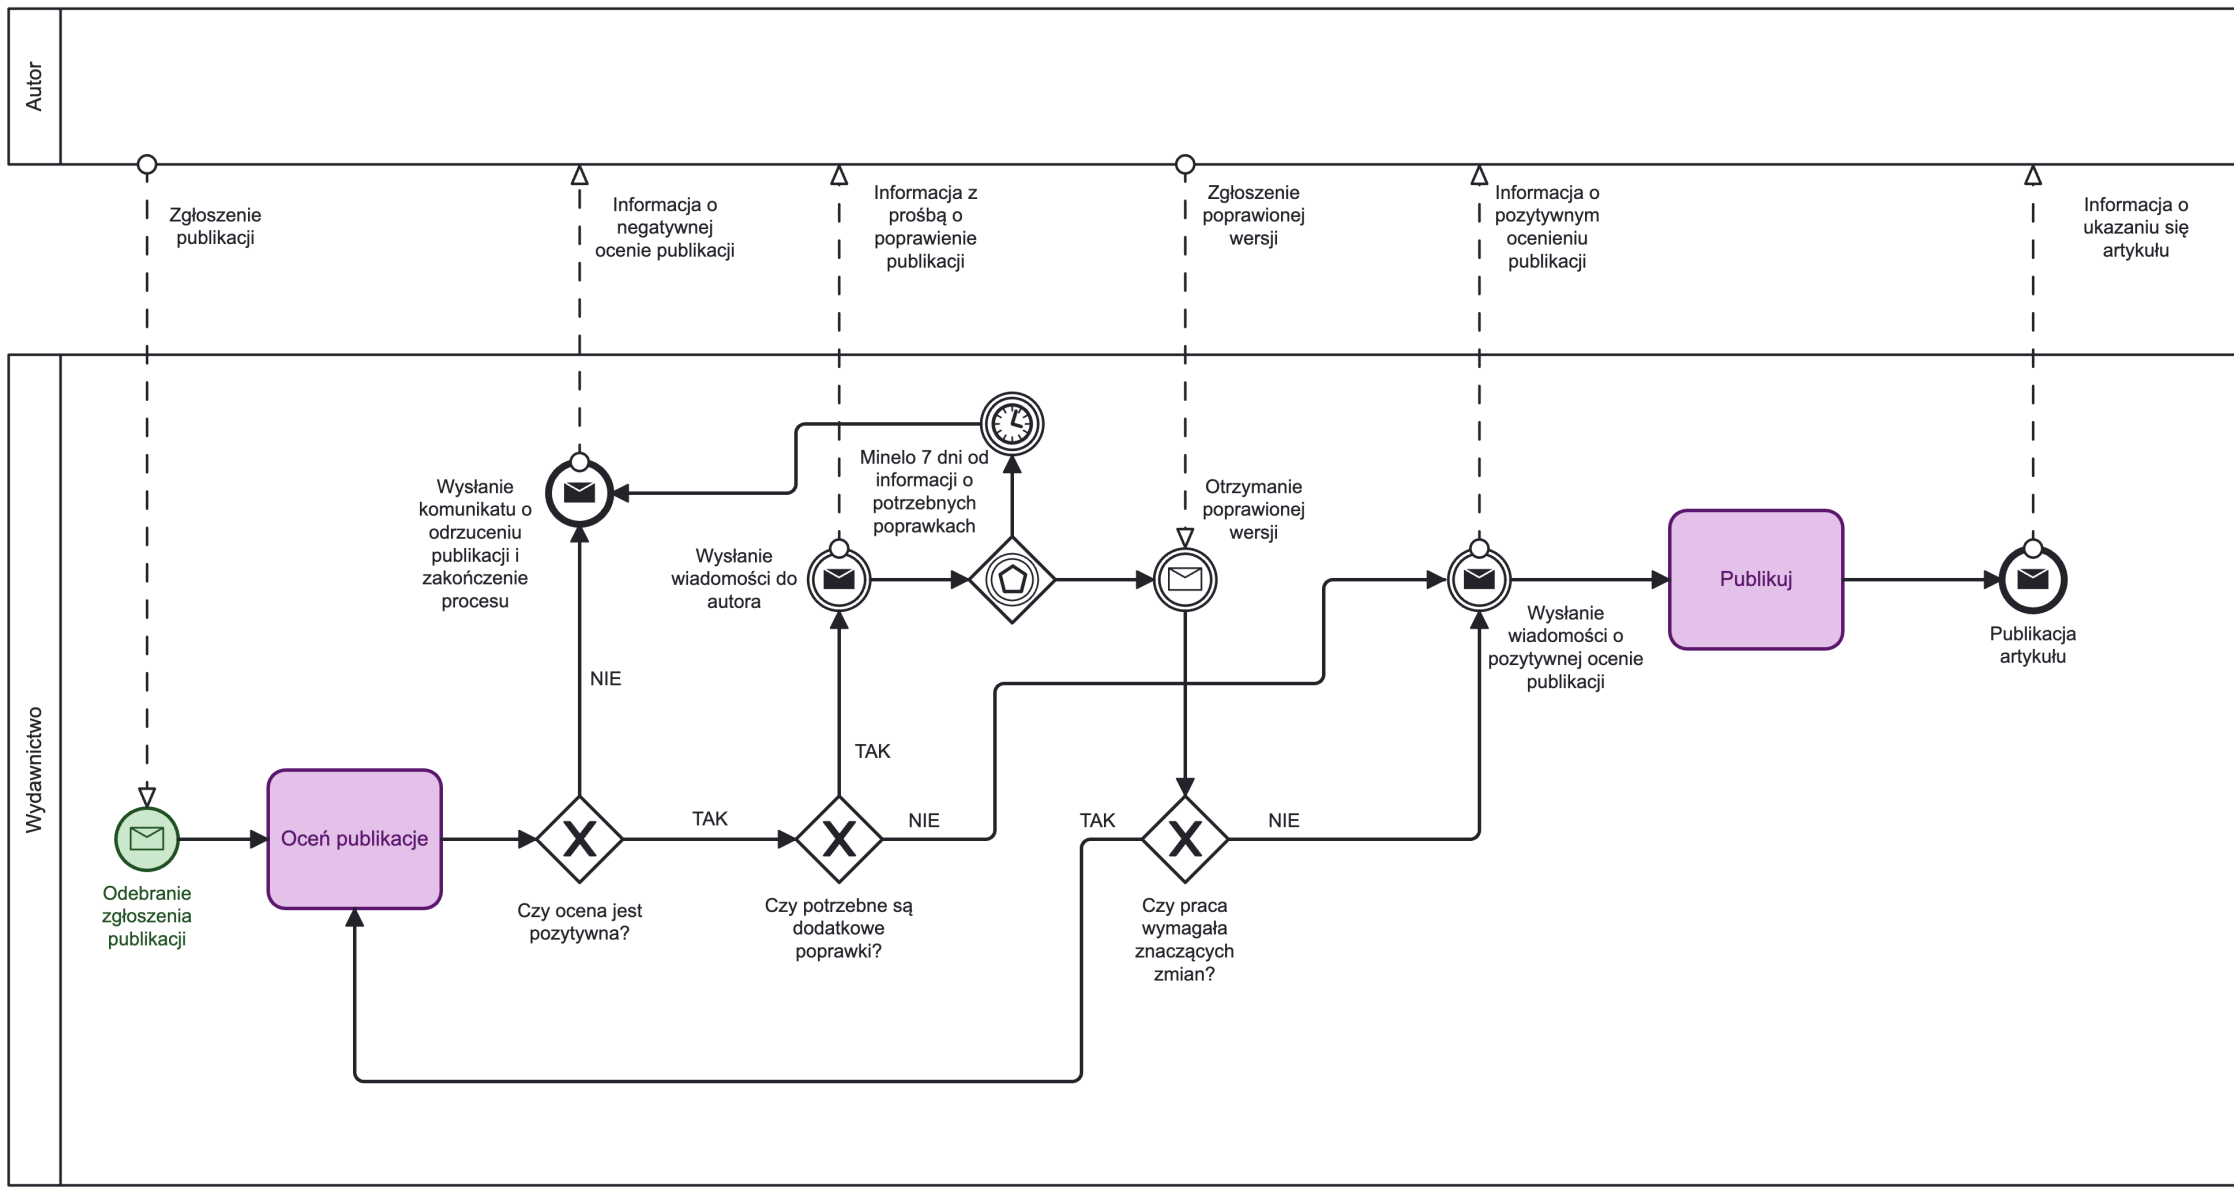 Autor
Zgłoszenie
publikacji
Informacja o
negatywnej
ocenie publikacji
Informacja z
prośbą o
poprawienie
publikacji
Zgłoszenie
poprawionej
wersji
Informacja o
pozytywnym
ocenieniu
publikacji
Informacja o
ukazaniu się
artykułu
Wydawnictwo
Wysłanie
komunikatu o
odrzuceniu
publikacji i
zakończenie
procesu
Minelo 7 dni od
informacji o
potrzebnych
poprawkach
Otrzymanie
poprawionej
wersji
Wysłanie
wiadomości do
autora
Wysłanie
wiadomości o
pozytywnej ocenie
publikacji
Publikuj
Publikacja
artykułu
NIE
TAK
Odebranie
zgłoszenia
publikacji
Oceń publikacje
X
Czy ocena jest
pozytywna?
TAK
X
Czy potrzebne są
dodatkowe
poprawki?
NIE
TAK
X
Czy praca
wymagała
znaczących
zmian?
NIE